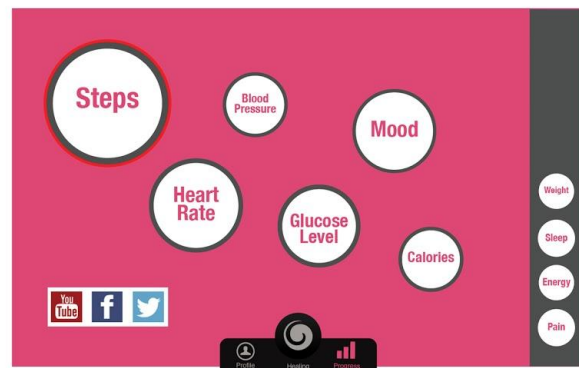 Steps
Blood
Pressure
Mood
Heart
Rate
Glucose
Level
Calories
Weight
Sleep
Energy
Pain
You
Tube
f
Profile
Healing
Progress